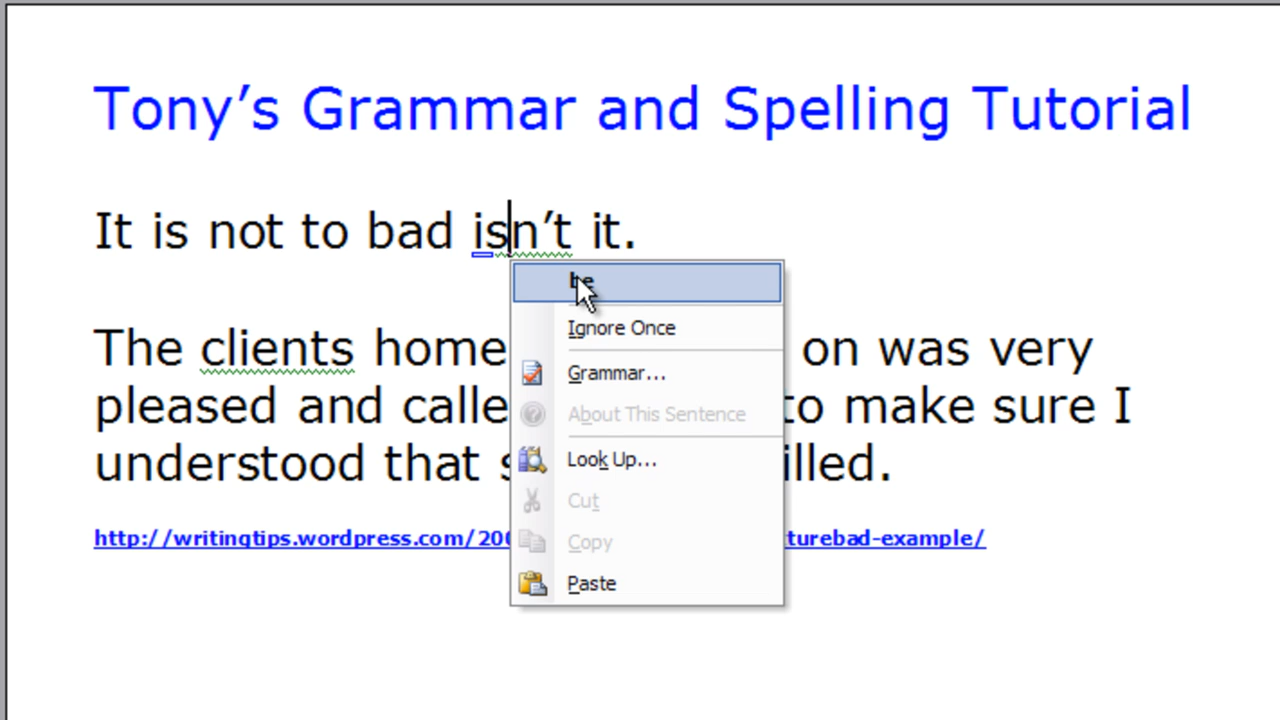 Tony’s Grammar and Spelling Tutorial
It is not to bad isn’t it.
be
Ignore Once
The clients home on was very
Grammar...
About This Sentence
pleased and calle to make sure I
Look Up...
understood that s illed.
Cut
http://writingtips.wordpress.com/200 turebad-example/
Copy
Paste